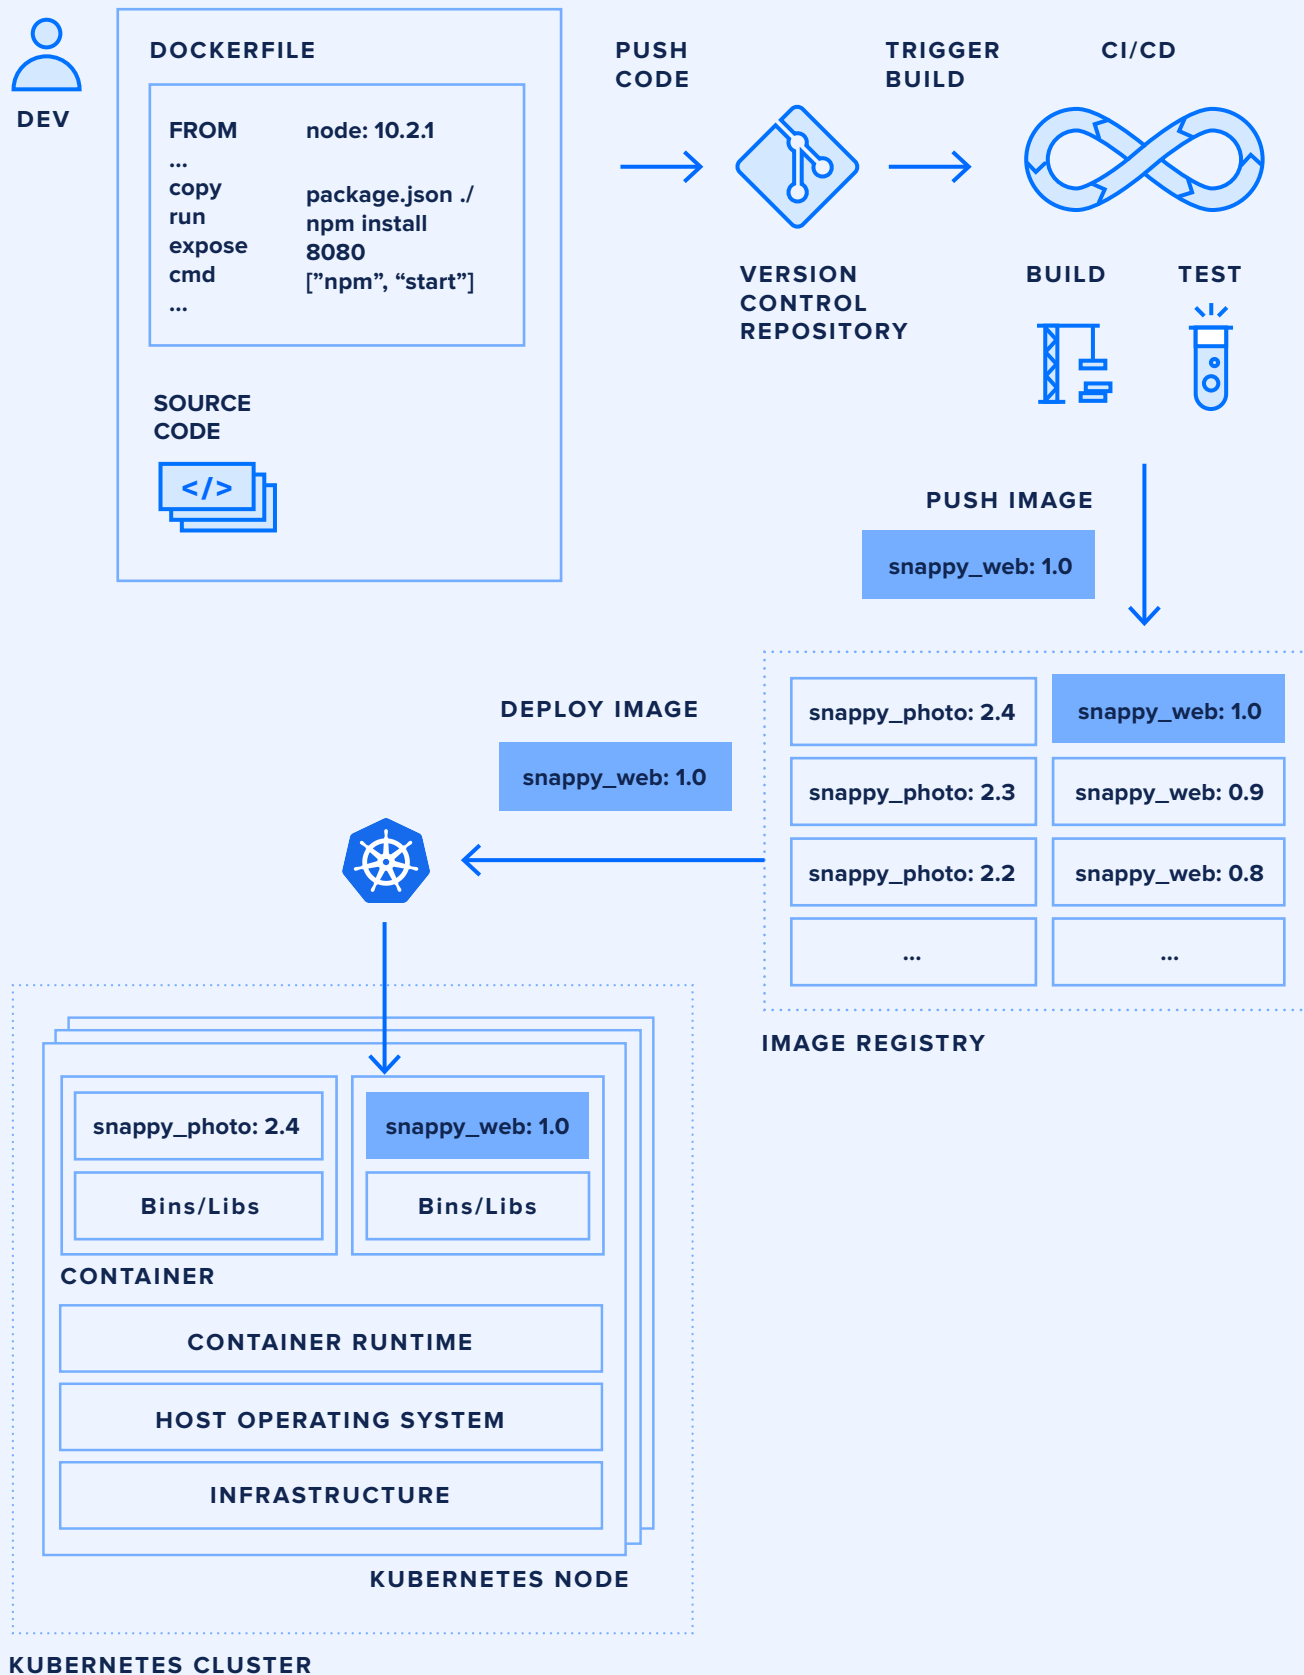 DEV
DOCKERFILE
FROM node: 10.2.1
...
copy package.json ./
run npm install
expose 8080
cmd ["npm", “start”]
...
SOURCE
CODE
</>
PUSH
CODE
VERSION
CONTROL
REPOSITORY
TRIGGER
BUILD
CI/CD
BUILD
TEST
PUSH IMAGE
snappy_web: 1.0
snappy_photo: 2.4
snappy_web: 1.0
snappy_photo: 2.3
snappy_web: 0.9
snappy_photo: 2.2
snappy_web: 0.8
...
...
IMAGE REGISTRY
DEPLOY IMAGE
snappy_web: 1.0
snappy_photo: 2.4
snappy_web: 1.0
Bins/Libs
Bins/Libs
CONTAINER
CONTAINER RUNTIME
HOST OPERATING SYSTEM
INFRASTRUCTURE
KUBERNETES NODE
KUBERNETES CLUSTER